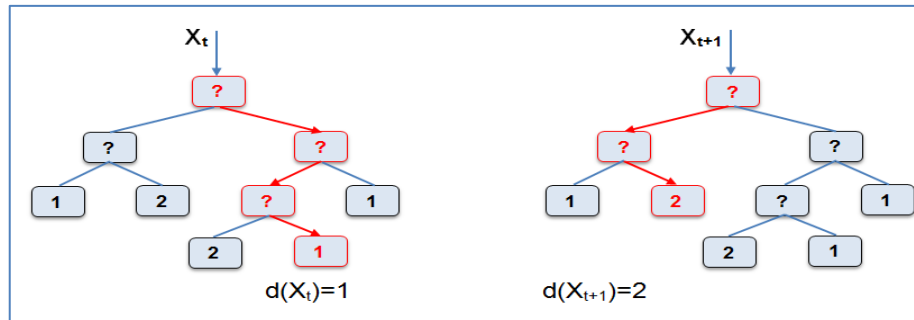 Xt Xt+1
? ?
? ? ? ?
1 2 ? 1 1 2 ? 1
2 1 2 1
d(Xt)=1 d(Xt+1)=2